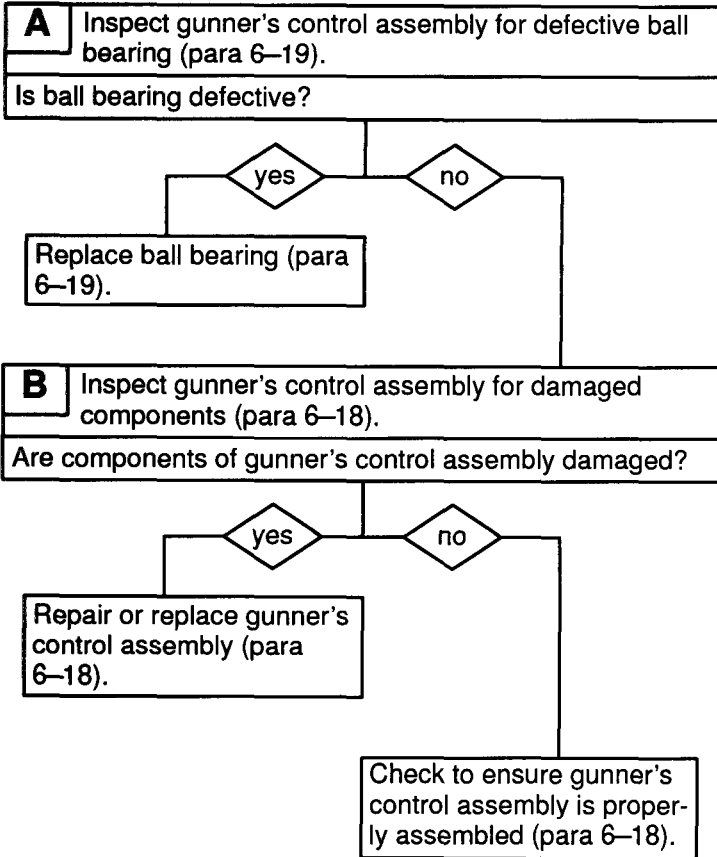 A Inspect gunner's control assembly for defective ball
bearing (para 6–19).
Is ball bearing defective?
yes no
Replace ball bearing (para
6–19).
B Inspect gunner's control assembly for damaged
components (para 6–18).
Are components of gunner's control assembly damaged?
yes no
Repair or replace gunner's
control assembly (para
6–18).
Check to ensure gunner's
control assembly is proper-
ly assembled (para 6–18).